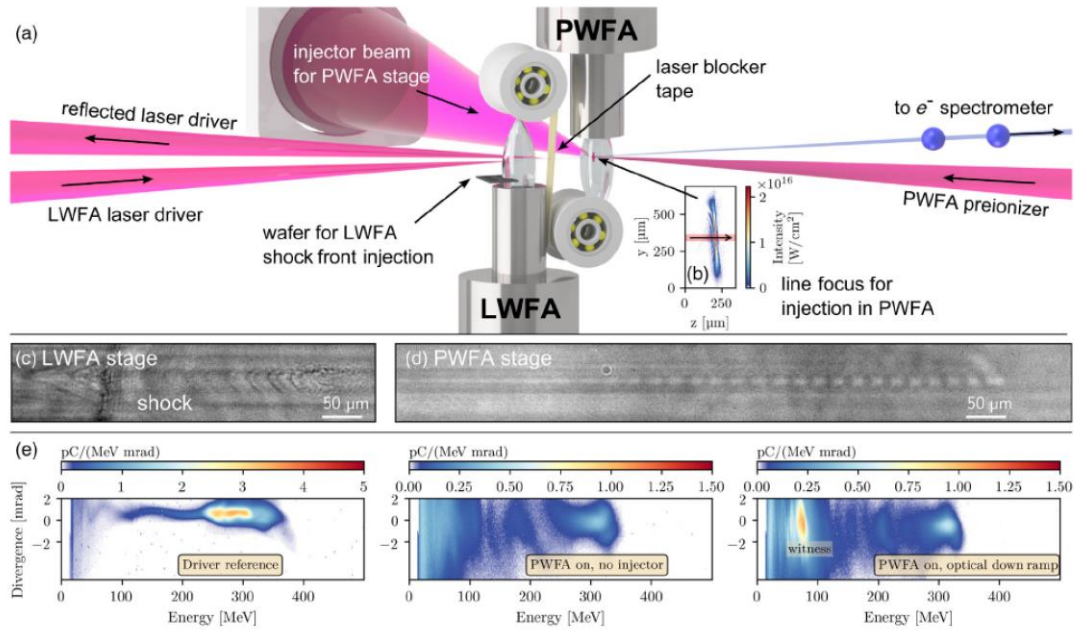 (a)
PWFA
injector beam
for PWFA stage
laser blocker
tape
reflected laser driver
to e⁻ spectrometer
LWFA laser driver
PWFA preionizer
wafer for LWFA
shock front injection
LWFA
×10¹⁶
2
1
0
Intensity
[W/cm²]
500
250
0
y [µm]
(b)
0
250
z [µm]
line focus for
injection in PWFA
(c) LWFA stage
shock
50 µm
(d) PWFA stage
50 µm
(e)
pC/(MeV mrad)
0 1 2 3 4 5
Divergence [mrad]
2
0
−2
Driver reference
0 100 200 300 400
Energy [MeV]
pC/(MeV mrad)
0.00 0.25 0.50 0.75 1.00 1.25 1.50
2
0
−2
PWFA on, no injector
0 100 200 300 400
Energy [MeV]
pC/(MeV mrad)
0.00 0.25 0.50 0.75 1.00 1.25 1.50
2
0
−2
witness
PWFA on, optical down ramp
0 100 200 300 400
Energy [MeV]